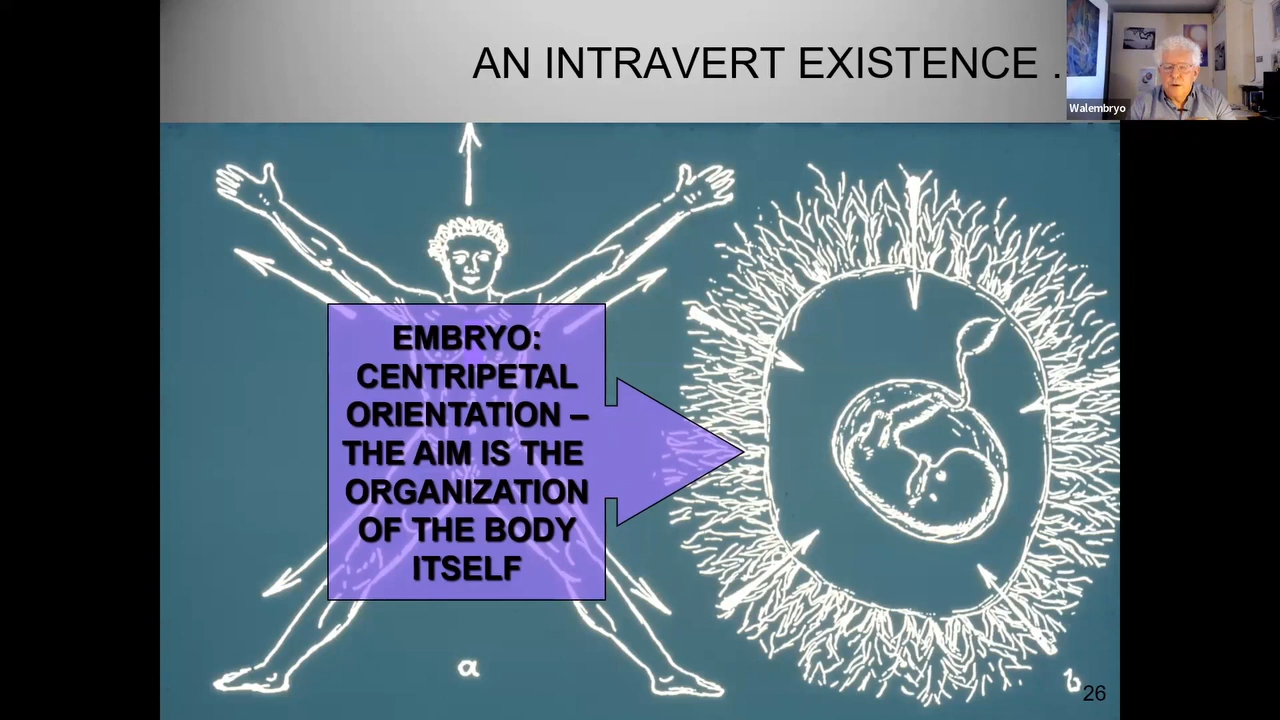 AN INTRAVERT EXISTENCE .
Walembryo
EMBRYO:
CENTRIPETAL
ORIENTATION –
THE AIM IS THE
ORGANIZATION
OF THE BODY
ITSELF
a
b
26